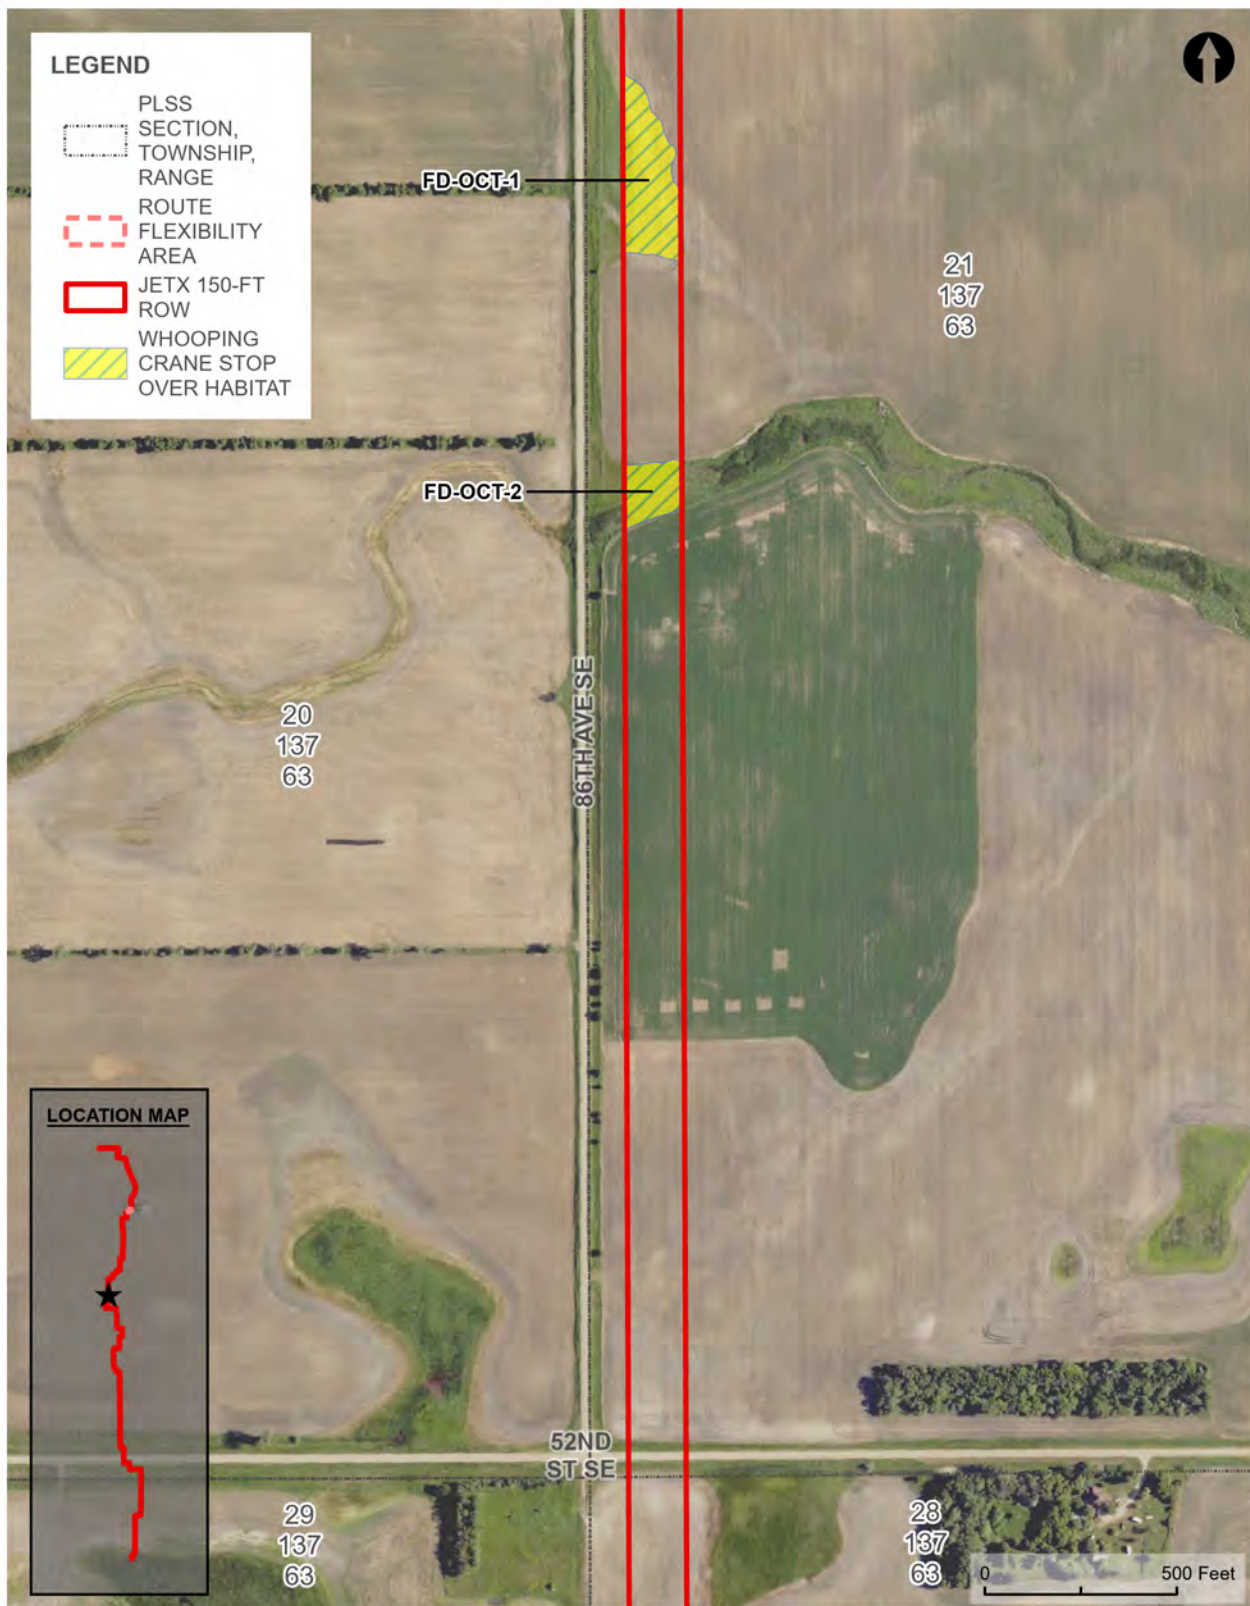 LEGEND
PLSS
SECTION,
TOWNSHIP,
RANGE
ROUTE
FLEXIBILITY
AREA
JETX 150-FT
ROW
WHOOPING
CRANE STOP
OVER HABITAT
FD-OCT-1
21
137
63
FD-OCT-2
86TH AVE SE
20
137
63
LOCATION MAP
52ND
ST SE
29
137
63
28
137
63
0 500 Feet